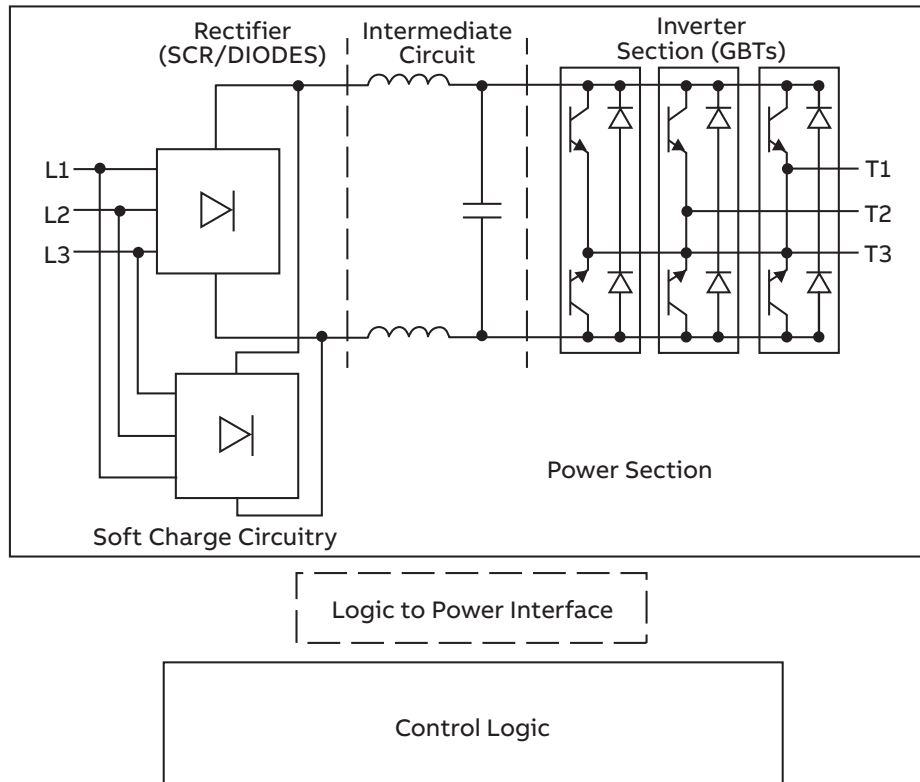 Rectifier
(SCR/DIODES)
Intermediate
Circuit
Inverter
Section (GBTs)
L1
L2
L3
T1
T2
T3
Power Section
Soft Charge Circuitry
Logic to Power Interface
Control Logic